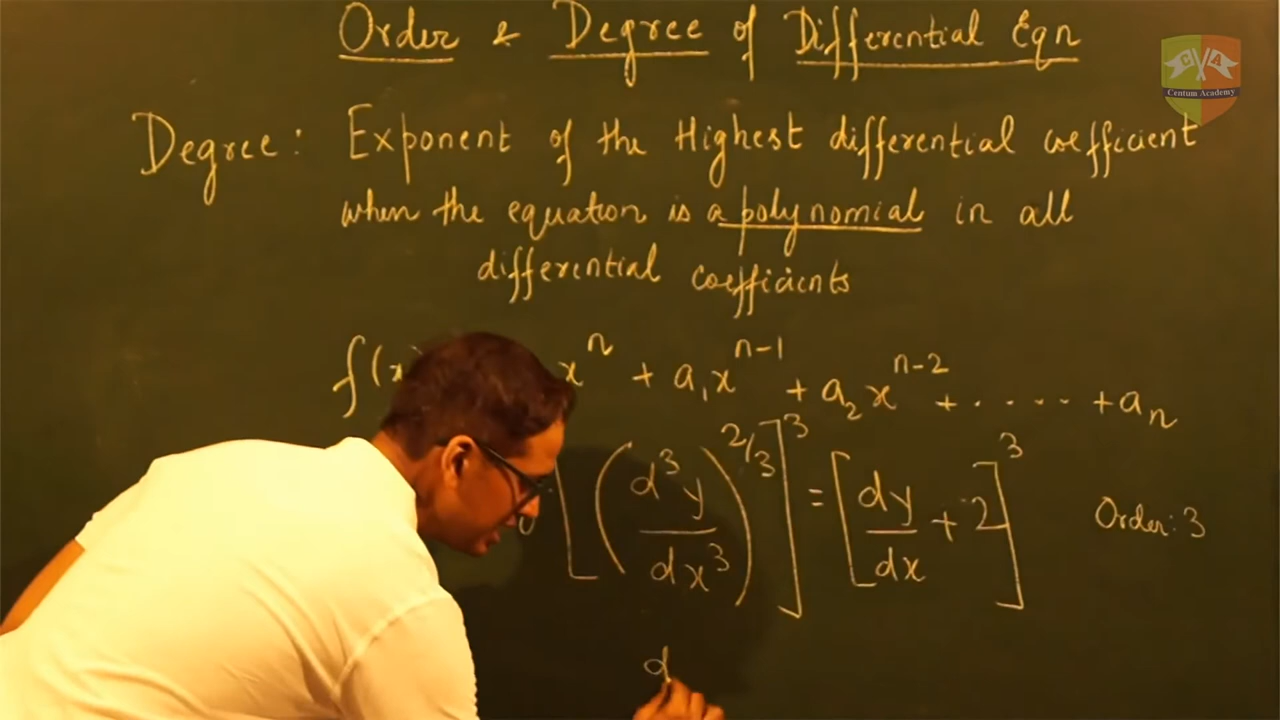 Order & Degree of Differential Eqn
C A
Centum Academy
Degree: Exponent of the Highest differential coefficient
when the equation is a polynomial in all
differential coefficients
f(x x^n + a₁x^(n-1) + a₂x^(n-2) + ..... + aₙ
[(d³y/dx³)^(2/3)]³ = [dy/dx + 2]³ Order: 3
d